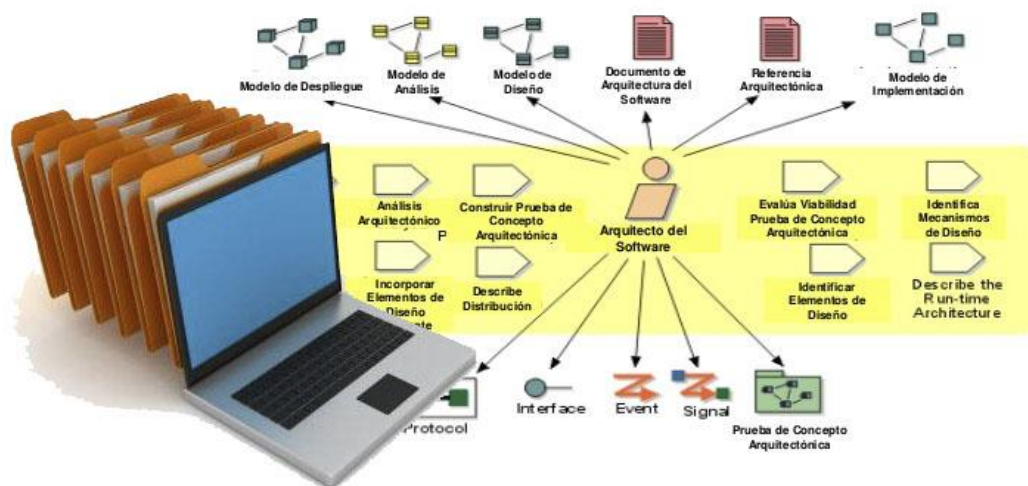 Modelo de Despliegue
Modelo de
Análisis
Modelo de
Diseño
Documento de
Arquitectura del
Software
Referencia
Arquitectónica
Modelo de
Implementación
Análisis
Arquitectónico
P
Construir Prueba de
Concepto
Arquitectónica
Arquitecto del
Software
Evalúa Viabilidad
Prueba de Concepto
Arquitectónica
Identifica
Mecanismos
de Diseño
Incorporar
Elementos de
Diseño
Describe
Distribución
Identificar
Elementos de
Diseño
Describe the
Run-time
Architecture
Protocol
Interface
Event
Signal
Prueba de Concepto
Arquitectónica